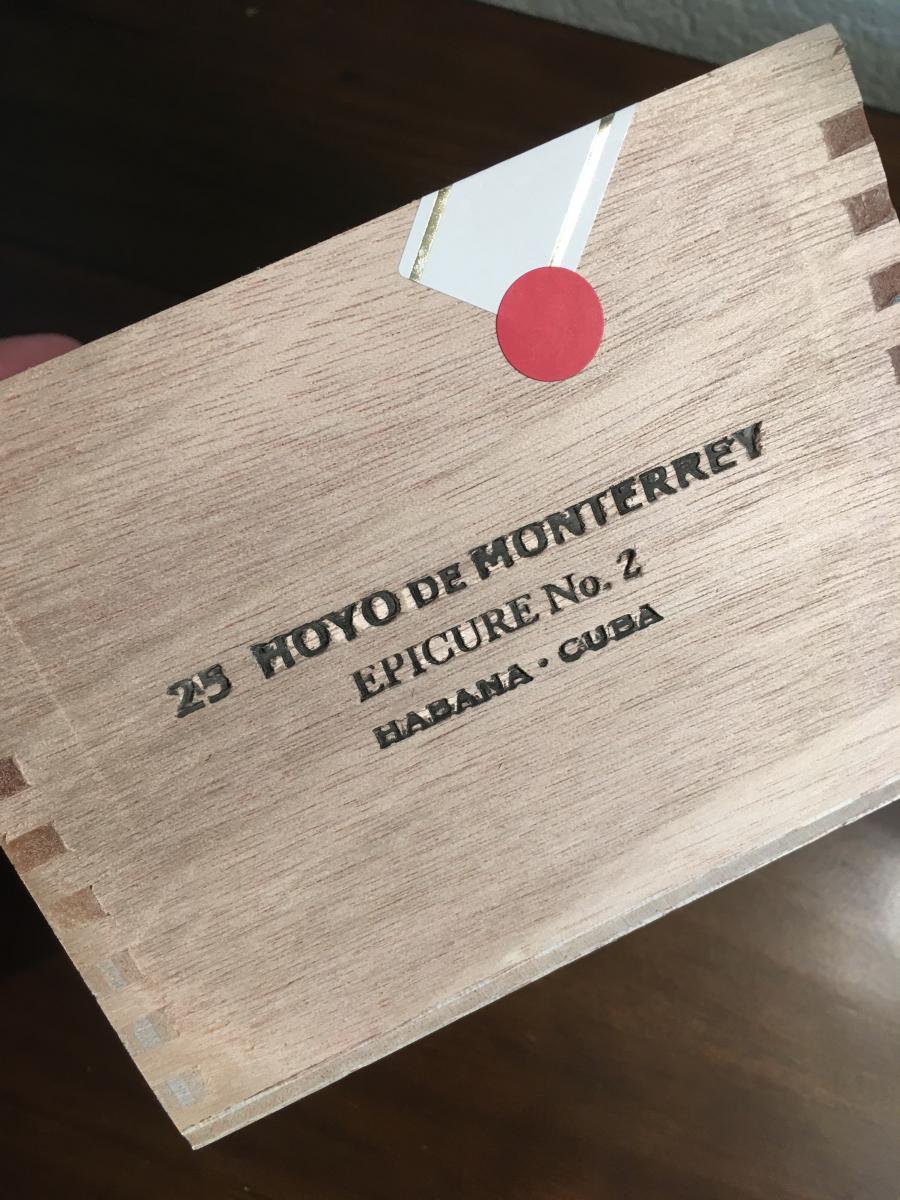 25 HOYO DE MONTERREY
EPICURE No. 2
HABANA · CUBA